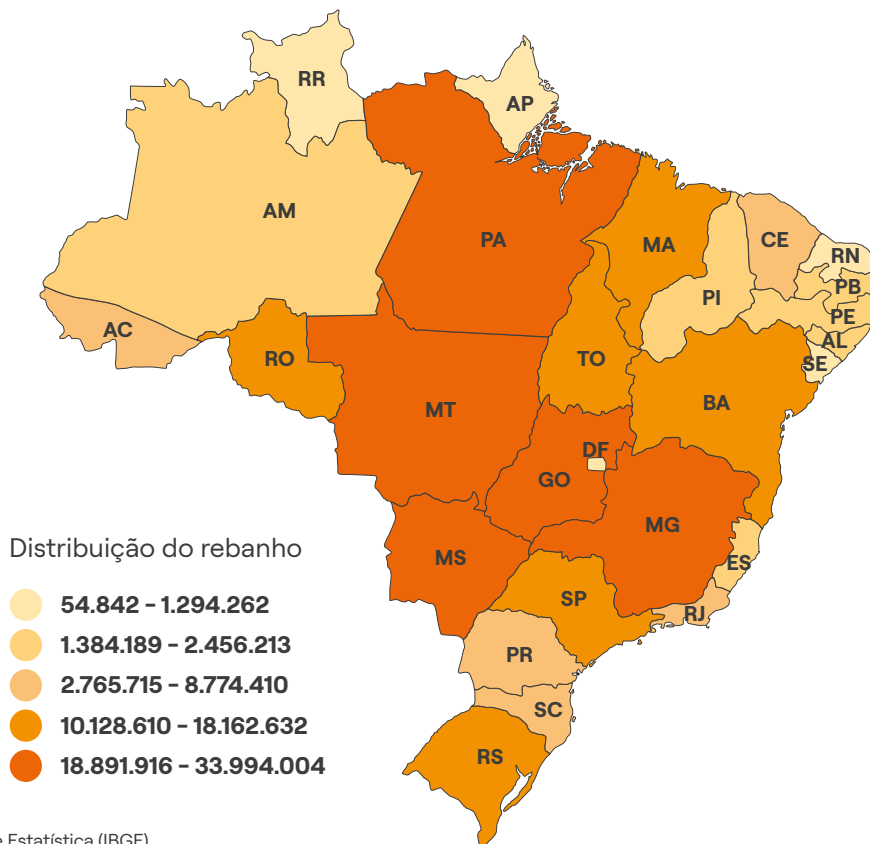 RR
AP
AM
PA
MA
CE
RN
PI
PB
PE
AC
AL
RO
TO
SE
BA
MT
DF
GO
MG
MS
ES
SP
RJ
PR
SC
RS
Distribuição do rebanho
54.842 - 1.294.262
1.384.189 - 2.456.213
2.765.715 - 8.774.410
10.128.610 - 18.162.632
18.891.916 - 33.994.004
e Estatística (IBGE)